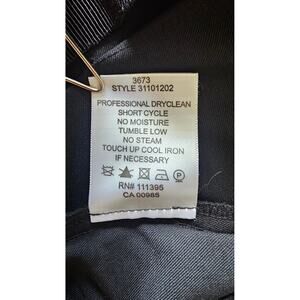 3673
STYLE 31101202
PROFESSIONAL DRYCLEAN
SHORT CYCLE
NO MOISTURE
TUMBLE LOW
NO STEAM
TOUCH UP COOL IRON
IF NECESSARY
P
RN# 111395
CA 00985